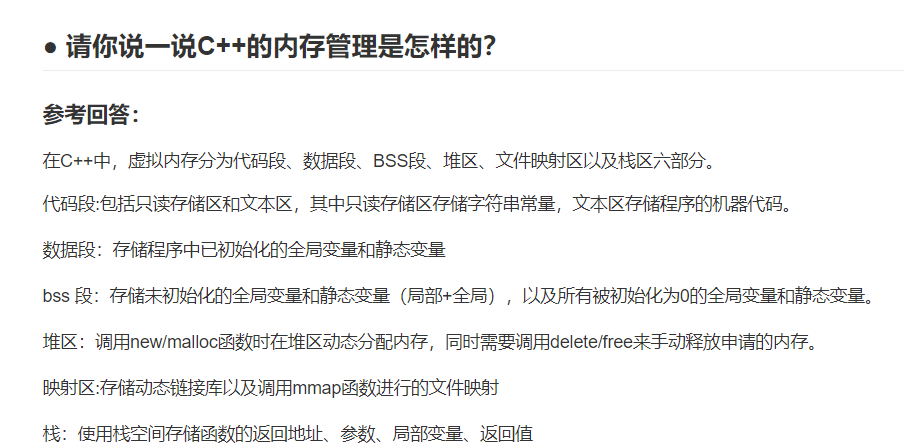 ● 请你说一说C++的内存管理是怎样的？
参考回答：
在C++中，虚拟内存分为代码段、数据段、BSS段、堆区、文件映射区以及栈区六部分。
代码段:包括只读存储区和文本区，其中只读存储区存储字符串常量，文本区存储程序的机器代码。
数据段：存储程序中已初始化的全局变量和静态变量
bss 段：存储未初始化的全局变量和静态变量（局部+全局），以及所有被初始化为0的全局变量和静态变量。
堆区：调用new/malloc函数时在堆区动态分配内存，同时需要调用delete/free来手动释放申请的内存。
映射区:存储动态链接库以及调用mmap函数进行的文件映射
栈：使用栈空间存储函数的返回地址、参数、局部变量、返回值